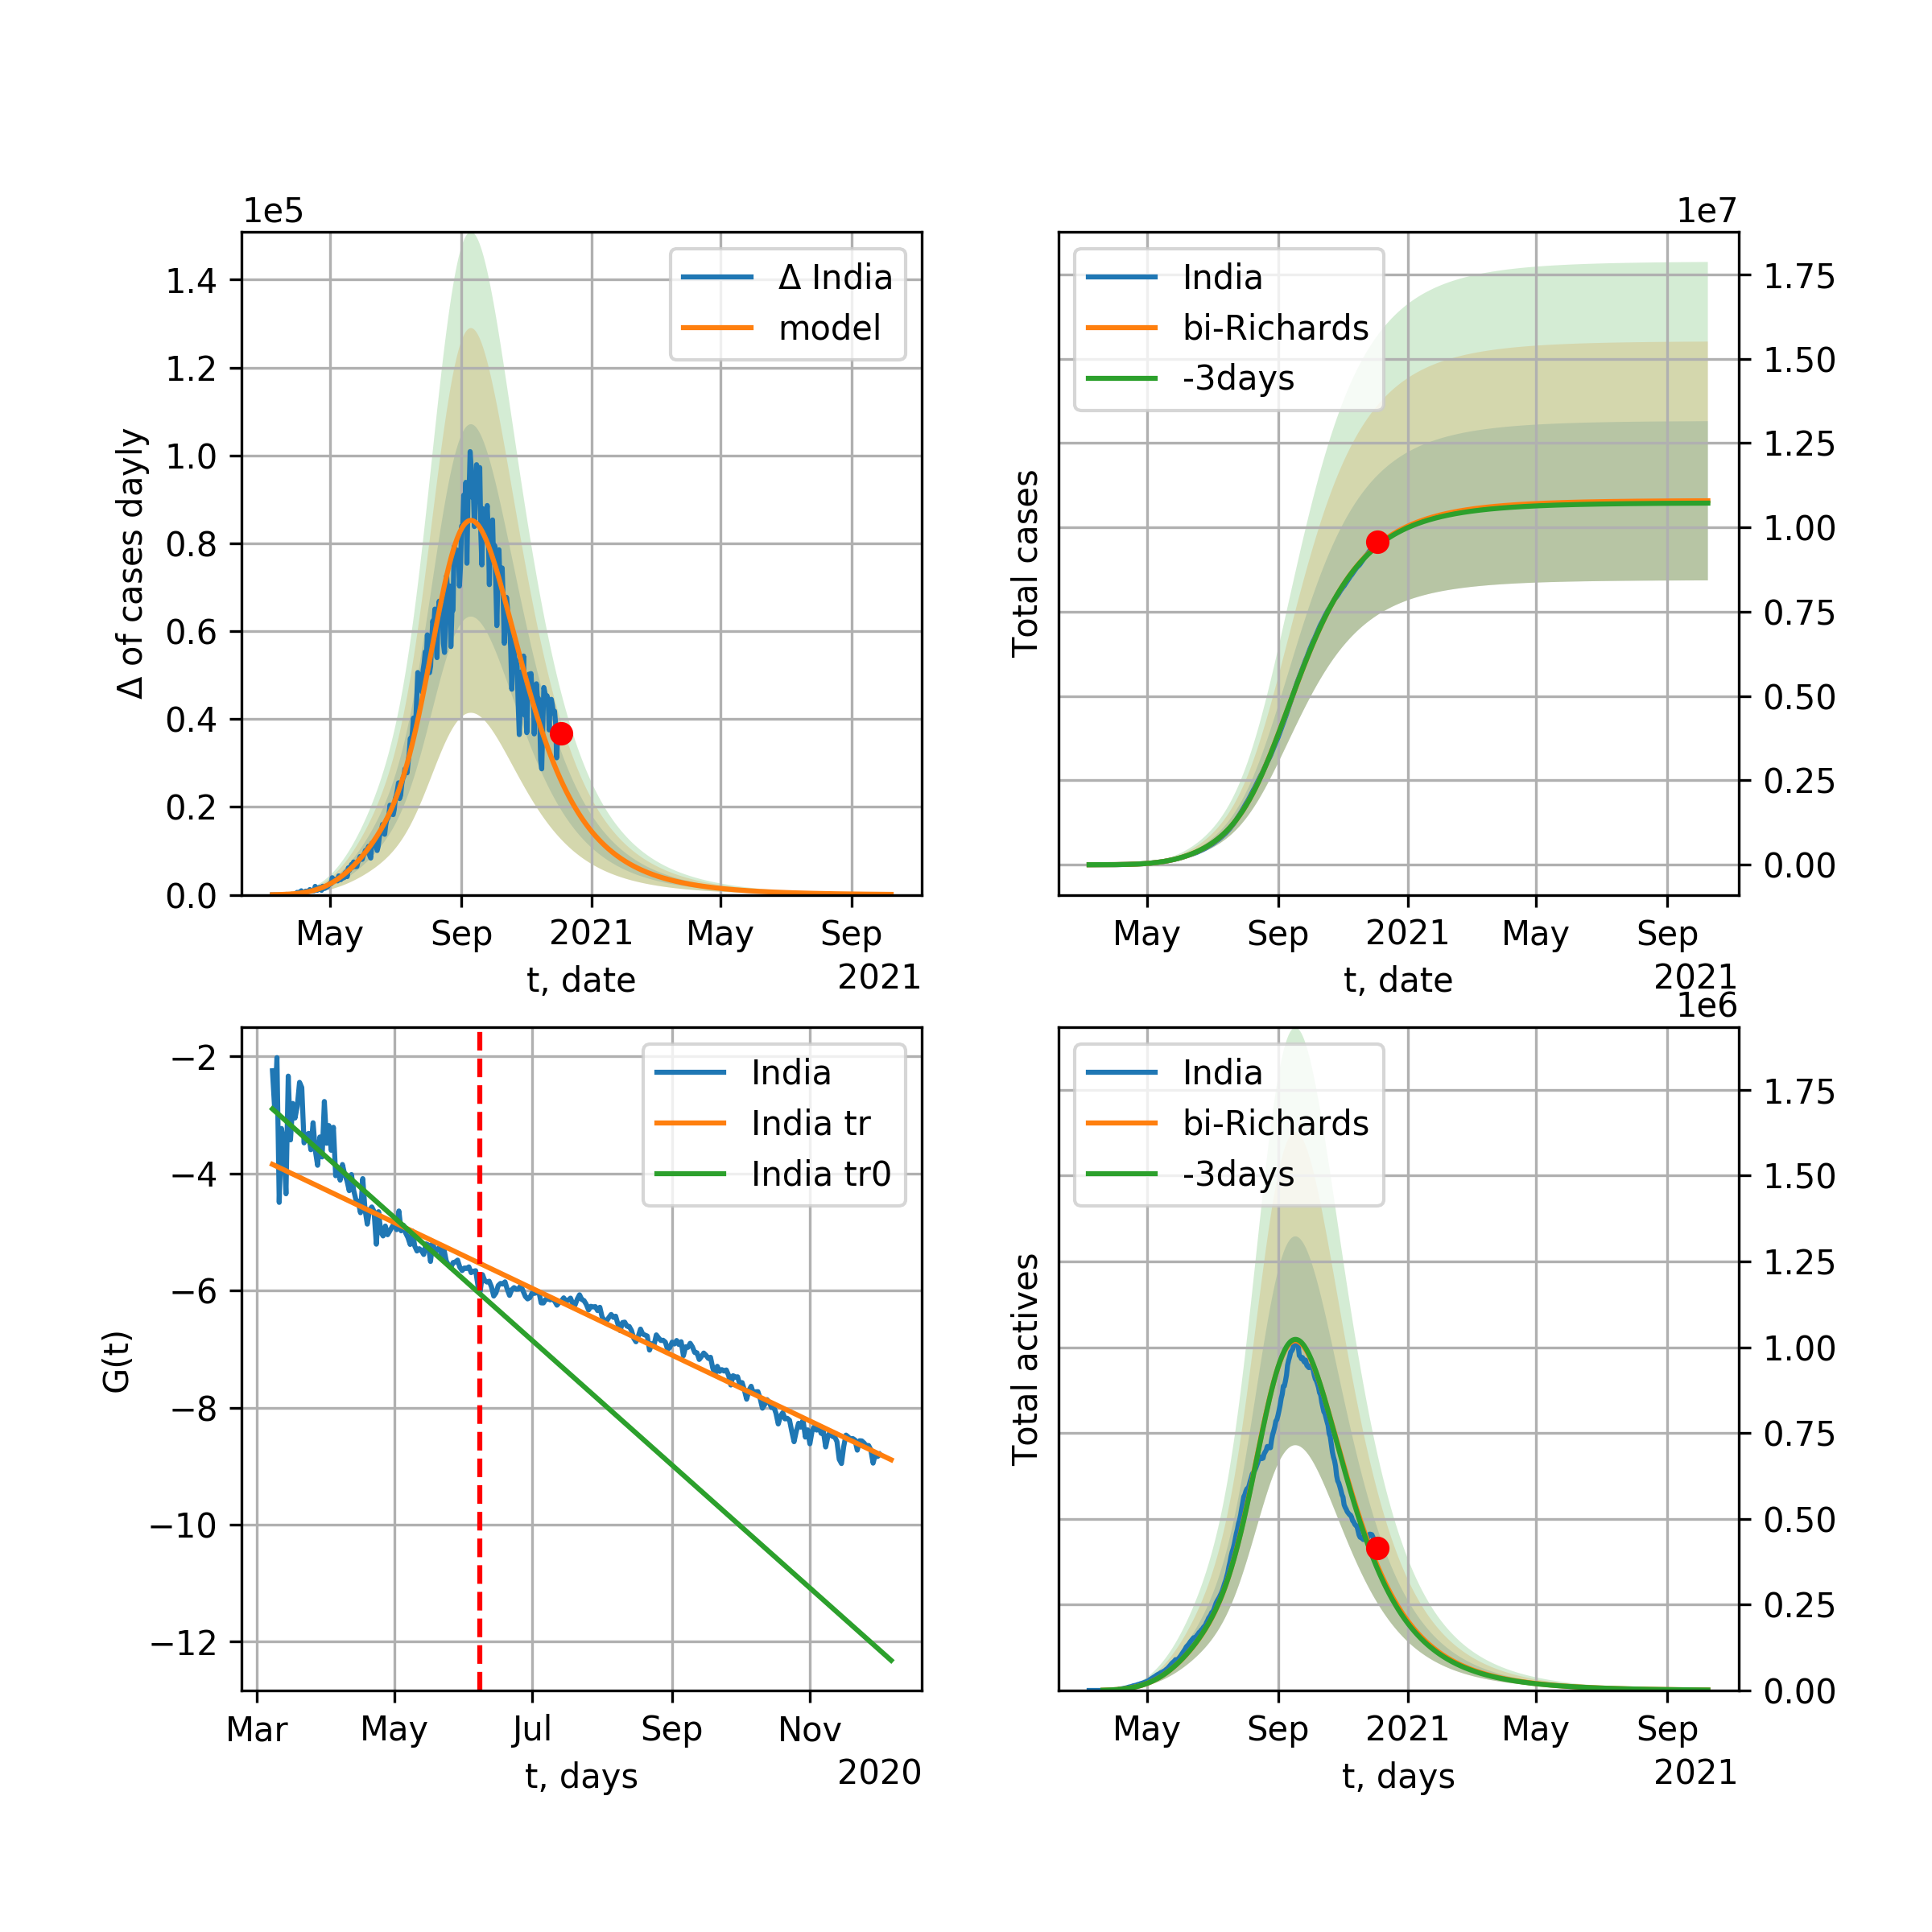 1e5
Δ of cases dayly
1.4
1.2
1.0
0.8
0.6
0.4
0.2
0.0
Δ India
model
May Sep 2021 May Sep
t, date
2021
1e7
Total cases
India
bi-Richards
-3days
1.75
1.50
1.25
1.00
0.75
0.50
0.25
0.00
May Sep 2021 May Sep
t, date
2021
G(t)
−2
−4
−6
−8
−10
−12
India
India tr
India tr0
Mar May Jul Sep Nov
t, days
2020
1e6
Total actives
India
bi-Richards
-3days
1.75
1.50
1.25
1.00
0.75
0.50
0.25
0.00
May Sep 2021 May Sep
t, days
2021